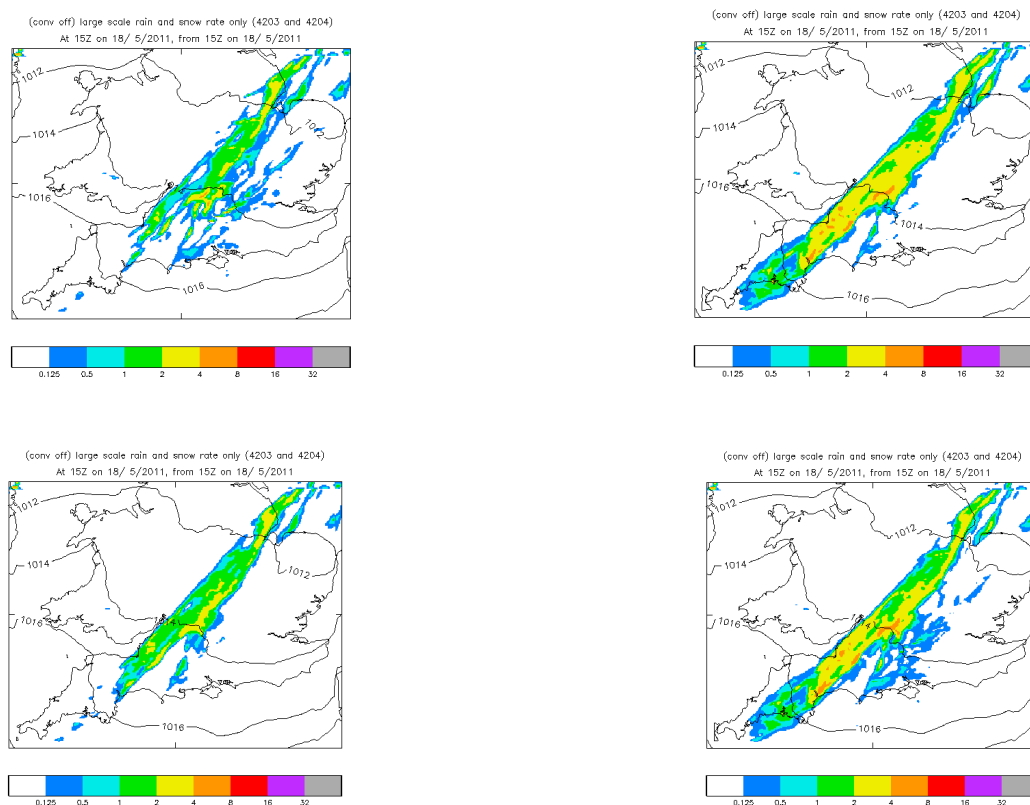 (conv off) large scale rain and snow rate only (4203 and 4204)
At 15Z on 18/ 5/2011, from 15Z on 18/ 5/2011
1012
1014
1012
1016
1016
0.125 0.5 1 2 4 8 16 32
(conv off) large scale rain and snow rate only (4203 and 4204)
At 15Z on 18/ 5/2011, from 15Z on 18/ 5/2011
1012
1012
1014
1016
1014
1016
0.125 0.5 1 2 4 8 16 32
(conv off) large scale rain and snow rate only (4203 and 4204)
At 15Z on 18/ 5/2011, from 15Z on 18/ 5/2011
1012
1014
1012
1016
1014
1016
0.125 0.5 1 2 4 8 16 32
(conv off) large scale rain and snow rate only (4203 and 4204)
At 15Z on 18/ 5/2011, from 15Z on 18/ 5/2011
1012
1012
1014
1016
1014
1016
0.125 0.5 1 2 4 8 16 32